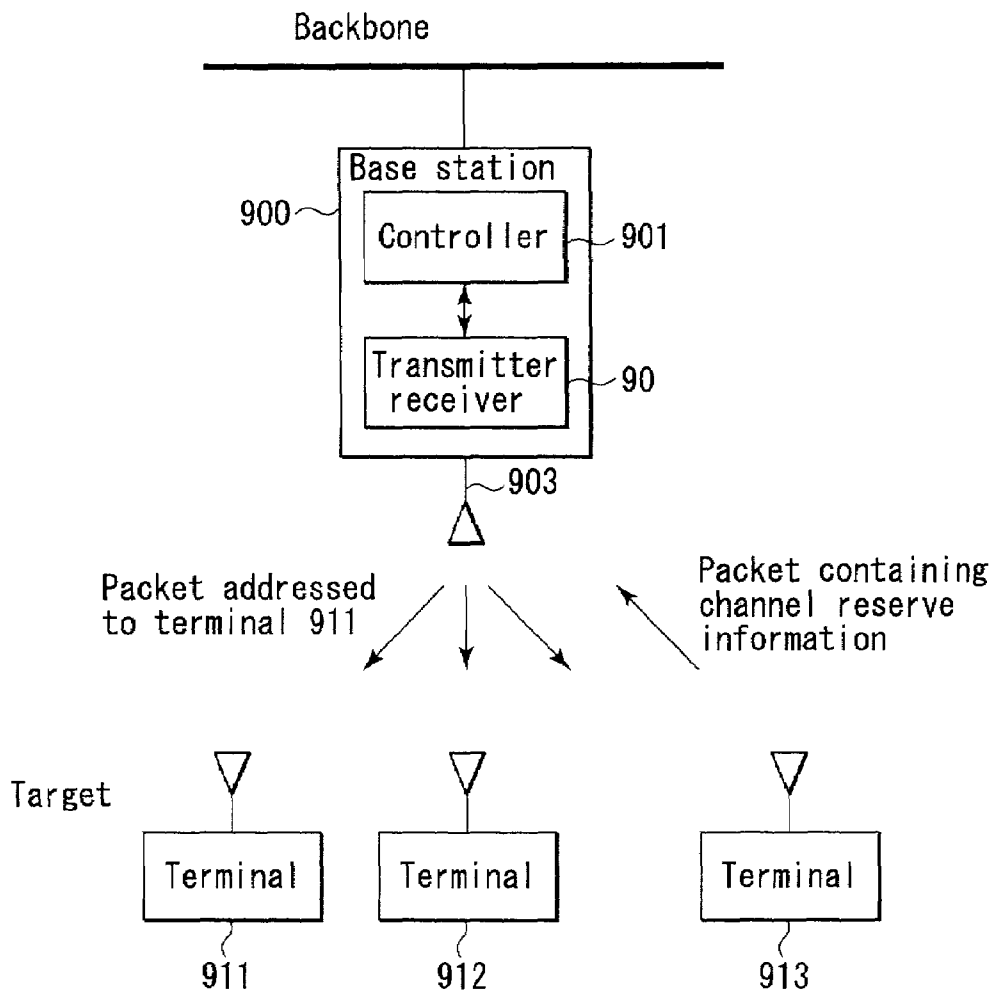 Backbone
Base station
900
Controller
901
Transmitter
receiver
90
903
Packet addressed
to terminal 911
Packet containing
channel reserve
information
Target
Terminal
Terminal
Terminal
911
912
913